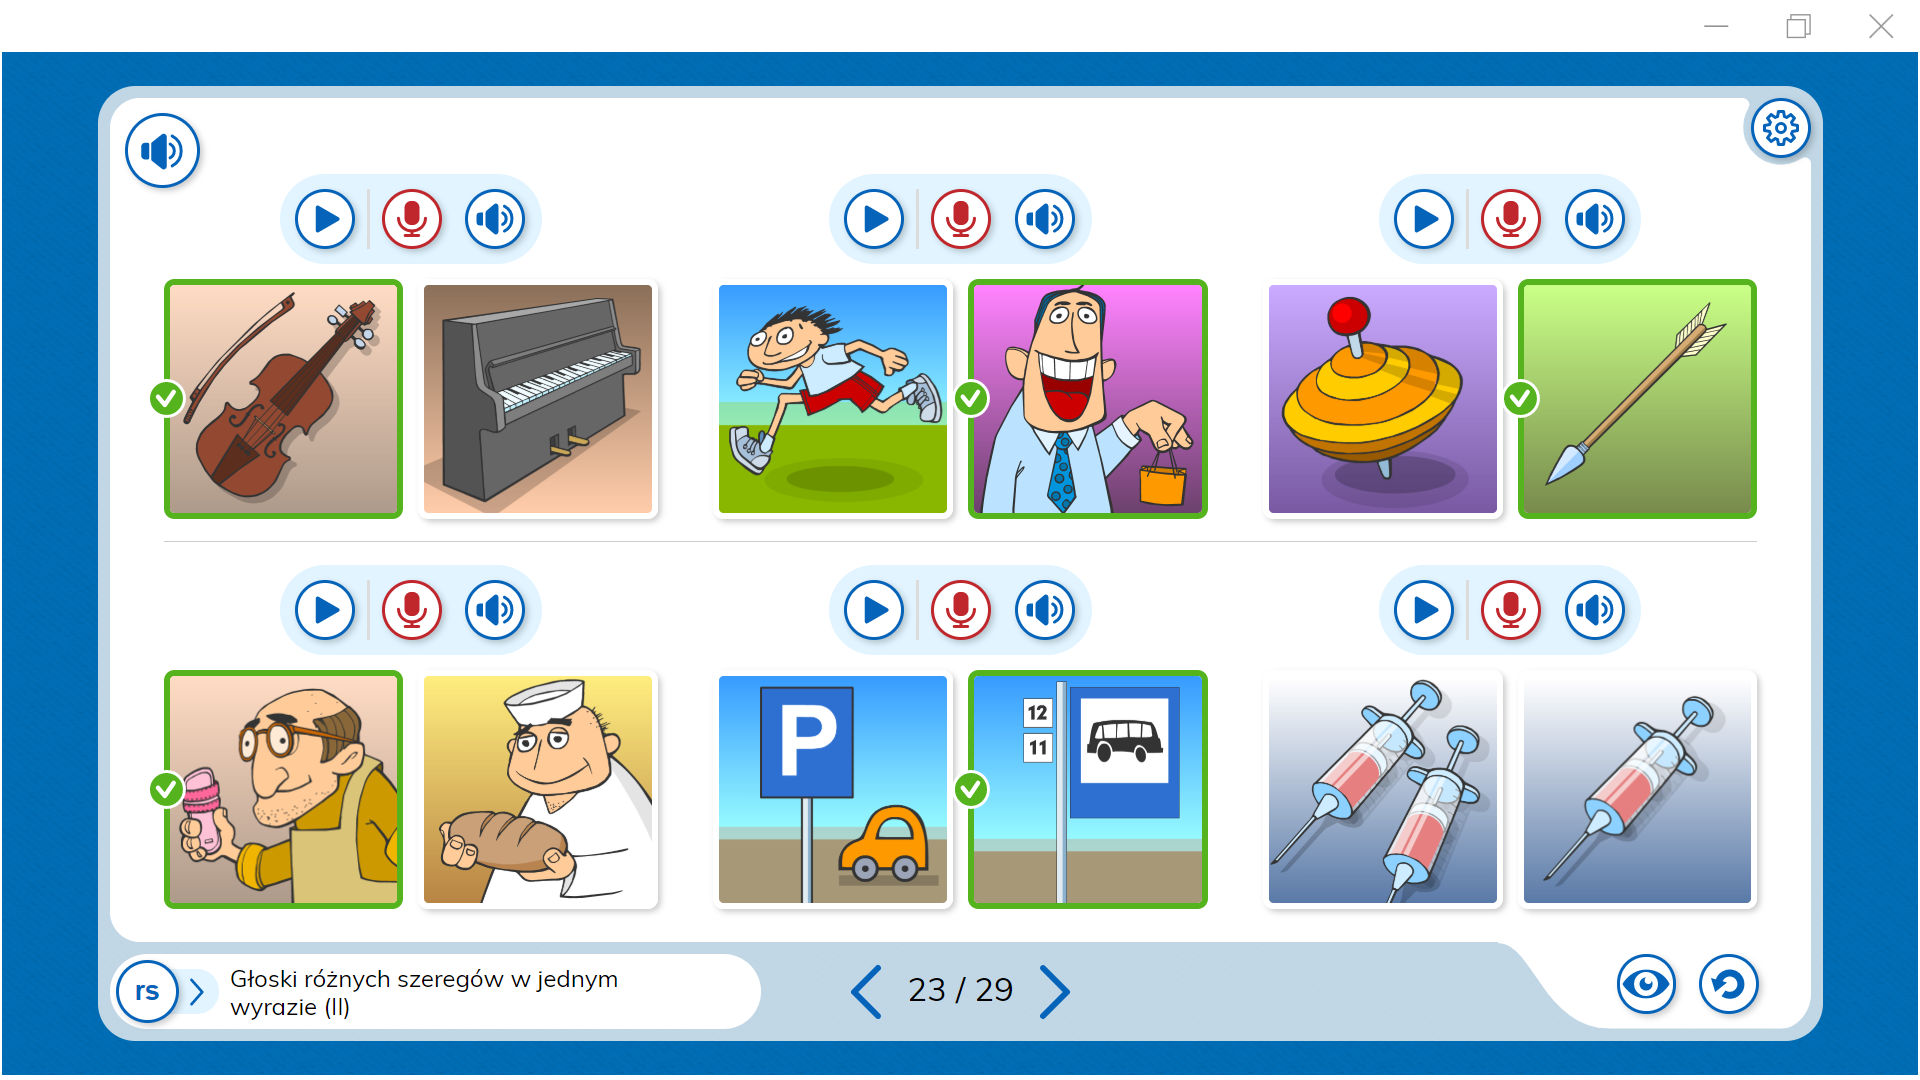 P
12
11
rs
Głoski różnych szeregów w jednym
wyrazie (II)
23 / 29